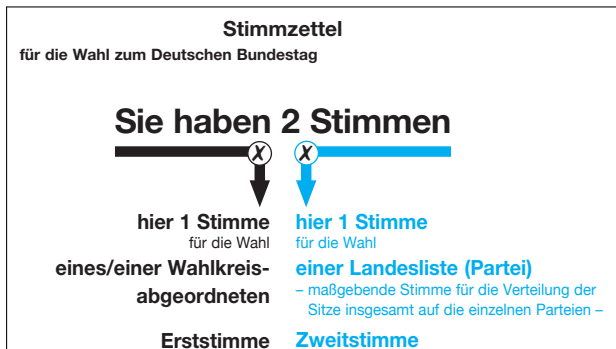 Stimmzettel
für die Wahl zum Deutschen Bundestag
Sie haben 2 Stimmen
X X
hier 1 Stimme
für die Wahl
eines/einer Wahlkreis-
abgeordneten
Erststimme
hier 1 Stimme
für die Wahl
einer Landesliste (Partei)
– maßgebende Stimme für die Verteilung der
Sitze insgesamt auf die einzelnen Parteien –
Zweitstimme